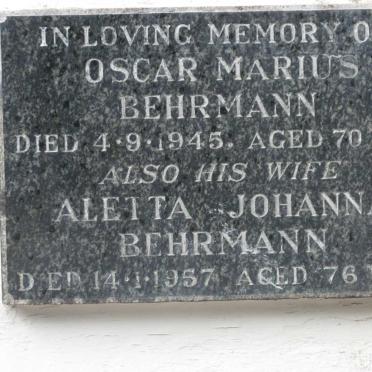 IN LOVING MEMORY O
OSCAR MARIUS
BEHRMANN
DIED 4·9·1945, AGED 70
ALSO HIS WIFE
ALETTA JOHANNA
BEHRMANN
DIED 14·1·1957, AGED 76